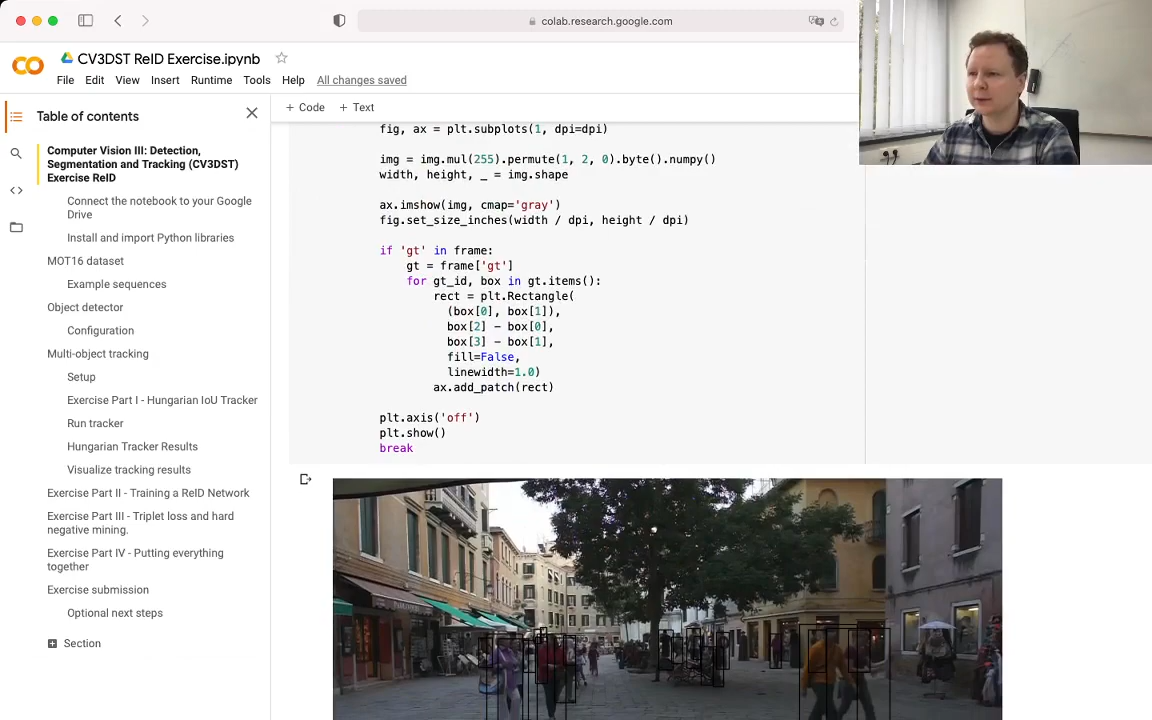 colab.research.google.com
CV3DST ReID Exercise.ipynb
File Edit View Insert Runtime Tools Help All changes saved
Table of contents
+ Code + Text
Computer Vision III: Detection,
Segmentation and Tracking (CV3DST)
Exercise ReID
Connect the notebook to your Google
Drive
Install and import Python libraries
MOT16 dataset
Example sequences
Object detector
Configuration
Multi-object tracking
Setup
Exercise Part I - Hungarian IoU Tracker
Run tracker
Hungarian Tracker Results
Visualize tracking results
Exercise Part II - Training a ReID Network
Exercise Part III - Triplet loss and hard
negative mining.
Exercise Part IV - Putting everything
together
Exercise submission
Optional next steps
Section
fig, ax = plt.subplots(1, dpi=dpi)
img = img.mul(255).permute(1, 2, 0).byte().numpy()
width, height, _ = img.shape
ax.imshow(img, cmap='gray')
fig.set_size_inches(width / dpi, height / dpi)
if 'gt' in frame:
gt = frame['gt']
for gt_id, box in gt.items():
rect = plt.Rectangle(
(box[0], box[1]),
box[2] - box[0],
box[3] - box[1],
fill=False,
linewidth=1.0)
ax.add_patch(rect)
plt.axis('off')
plt.show()
break